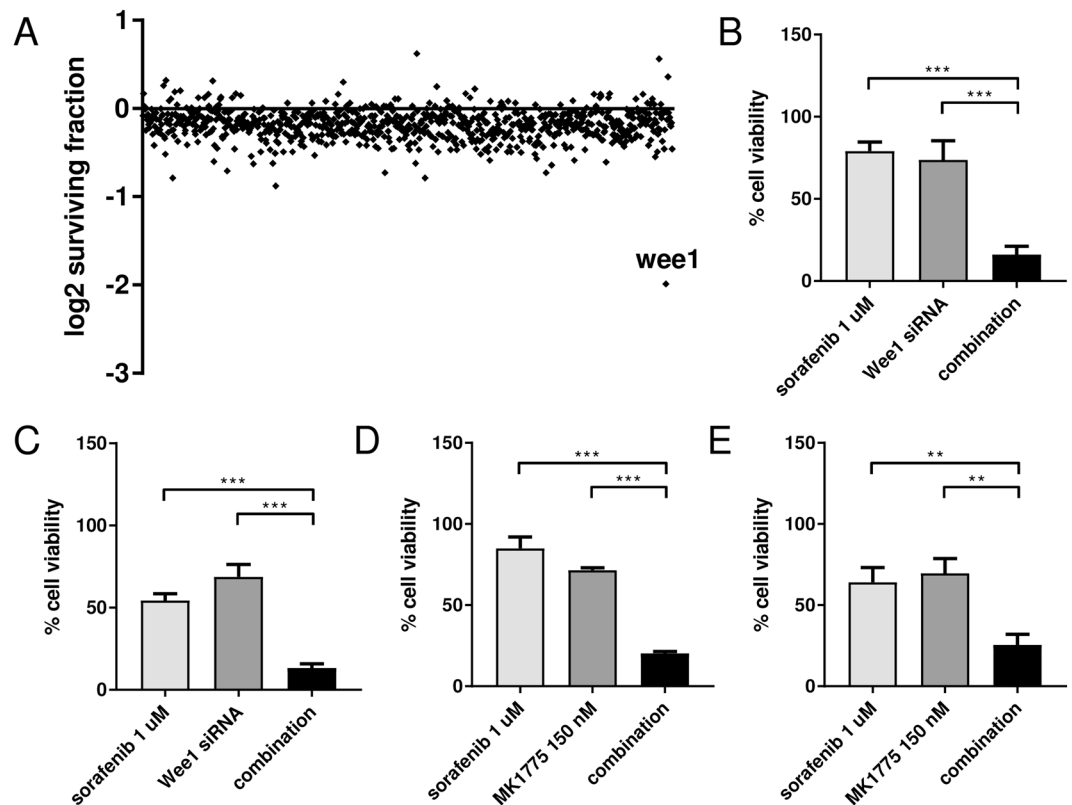 A
log2 surviving fraction
1
0
-1
-2
-3
wee1
B
% cell viability
150
100
50
0
***
***
sorafenib 1 uM
Wee1 siRNA
combination
C
% cell viability
150
100
50
0
***
***
sorafenib 1 uM
Wee1 siRNA
combination
D
% cell viability
150
100
50
0
***
***
sorafenib 1 uM
MK1775 150 nM
combination
E
% cell viability
150
100
50
0
**
**
sorafenib 1 uM
MK1775 150 nM
combination